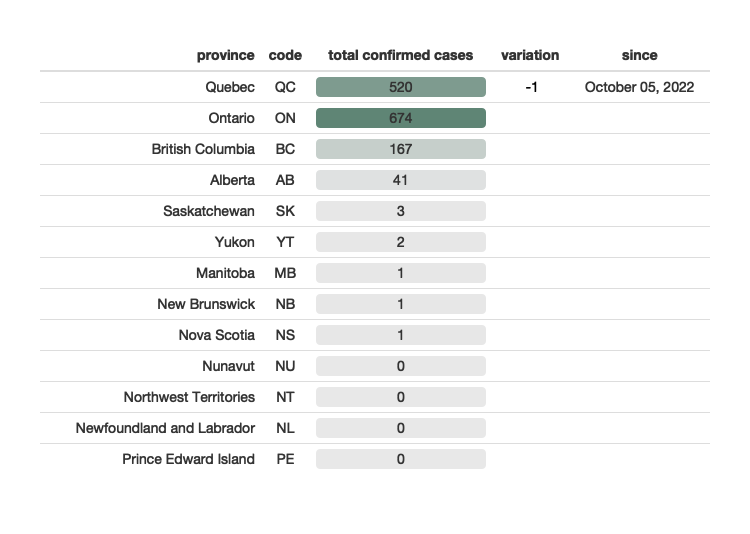 province code total confirmed cases variation since
Quebec QC 520 -1 October 05, 2022
Ontario ON 674
British Columbia BC 167
Alberta AB 41
Saskatchewan SK 3
Yukon YT 2
Manitoba MB 1
New Brunswick NB 1
Nova Scotia NS 1
Nunavut NU 0
Northwest Territories NT 0
Newfoundland and Labrador NL 0
Prince Edward Island PE 0